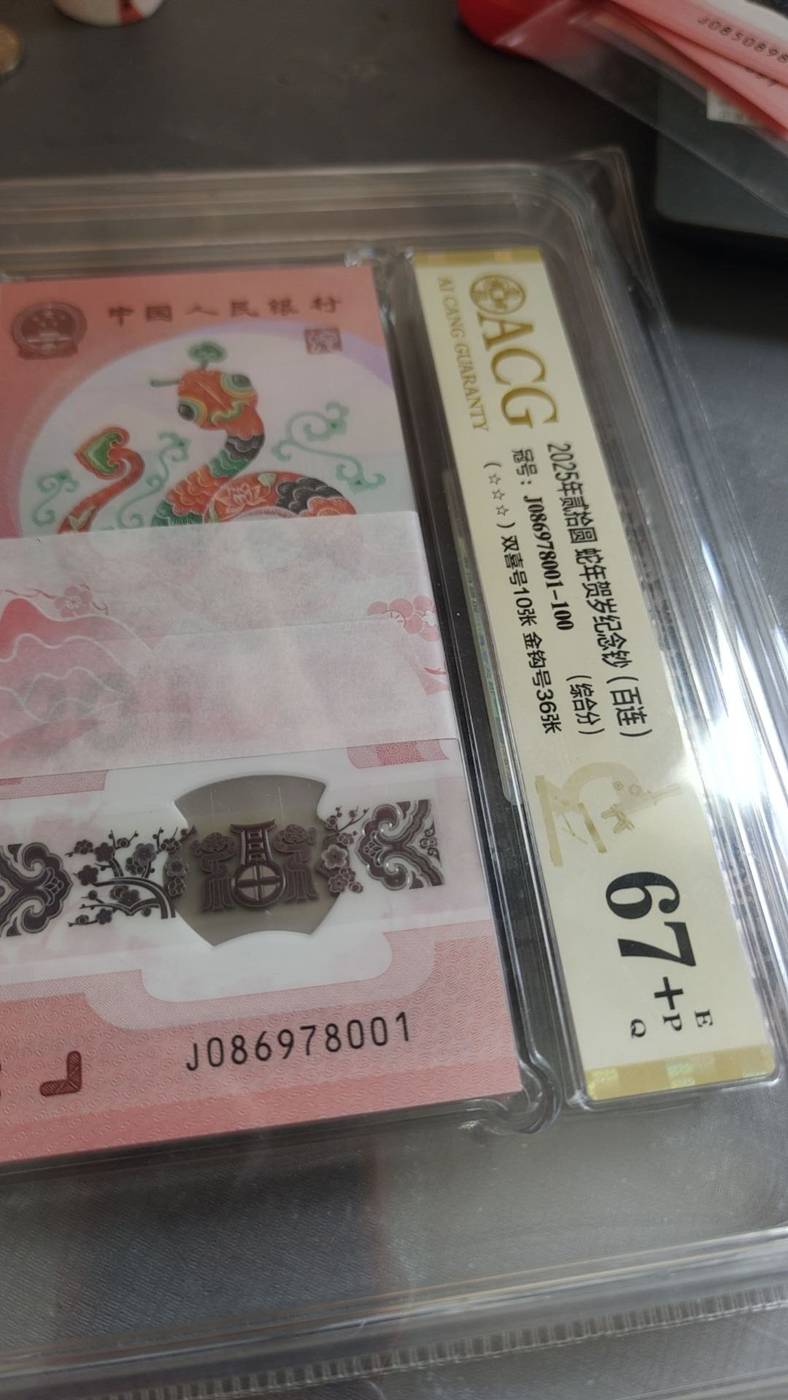 J0850898
中国人民银行
J086978001
ACG
AI CANG GUARANTY
2025年贰拾圆 蛇年贺岁纪念钞（百连）
冠号：J086978001-100 （综合分）
（☆☆☆）双喜号10张 金钩号36张
67+
E
P
Q